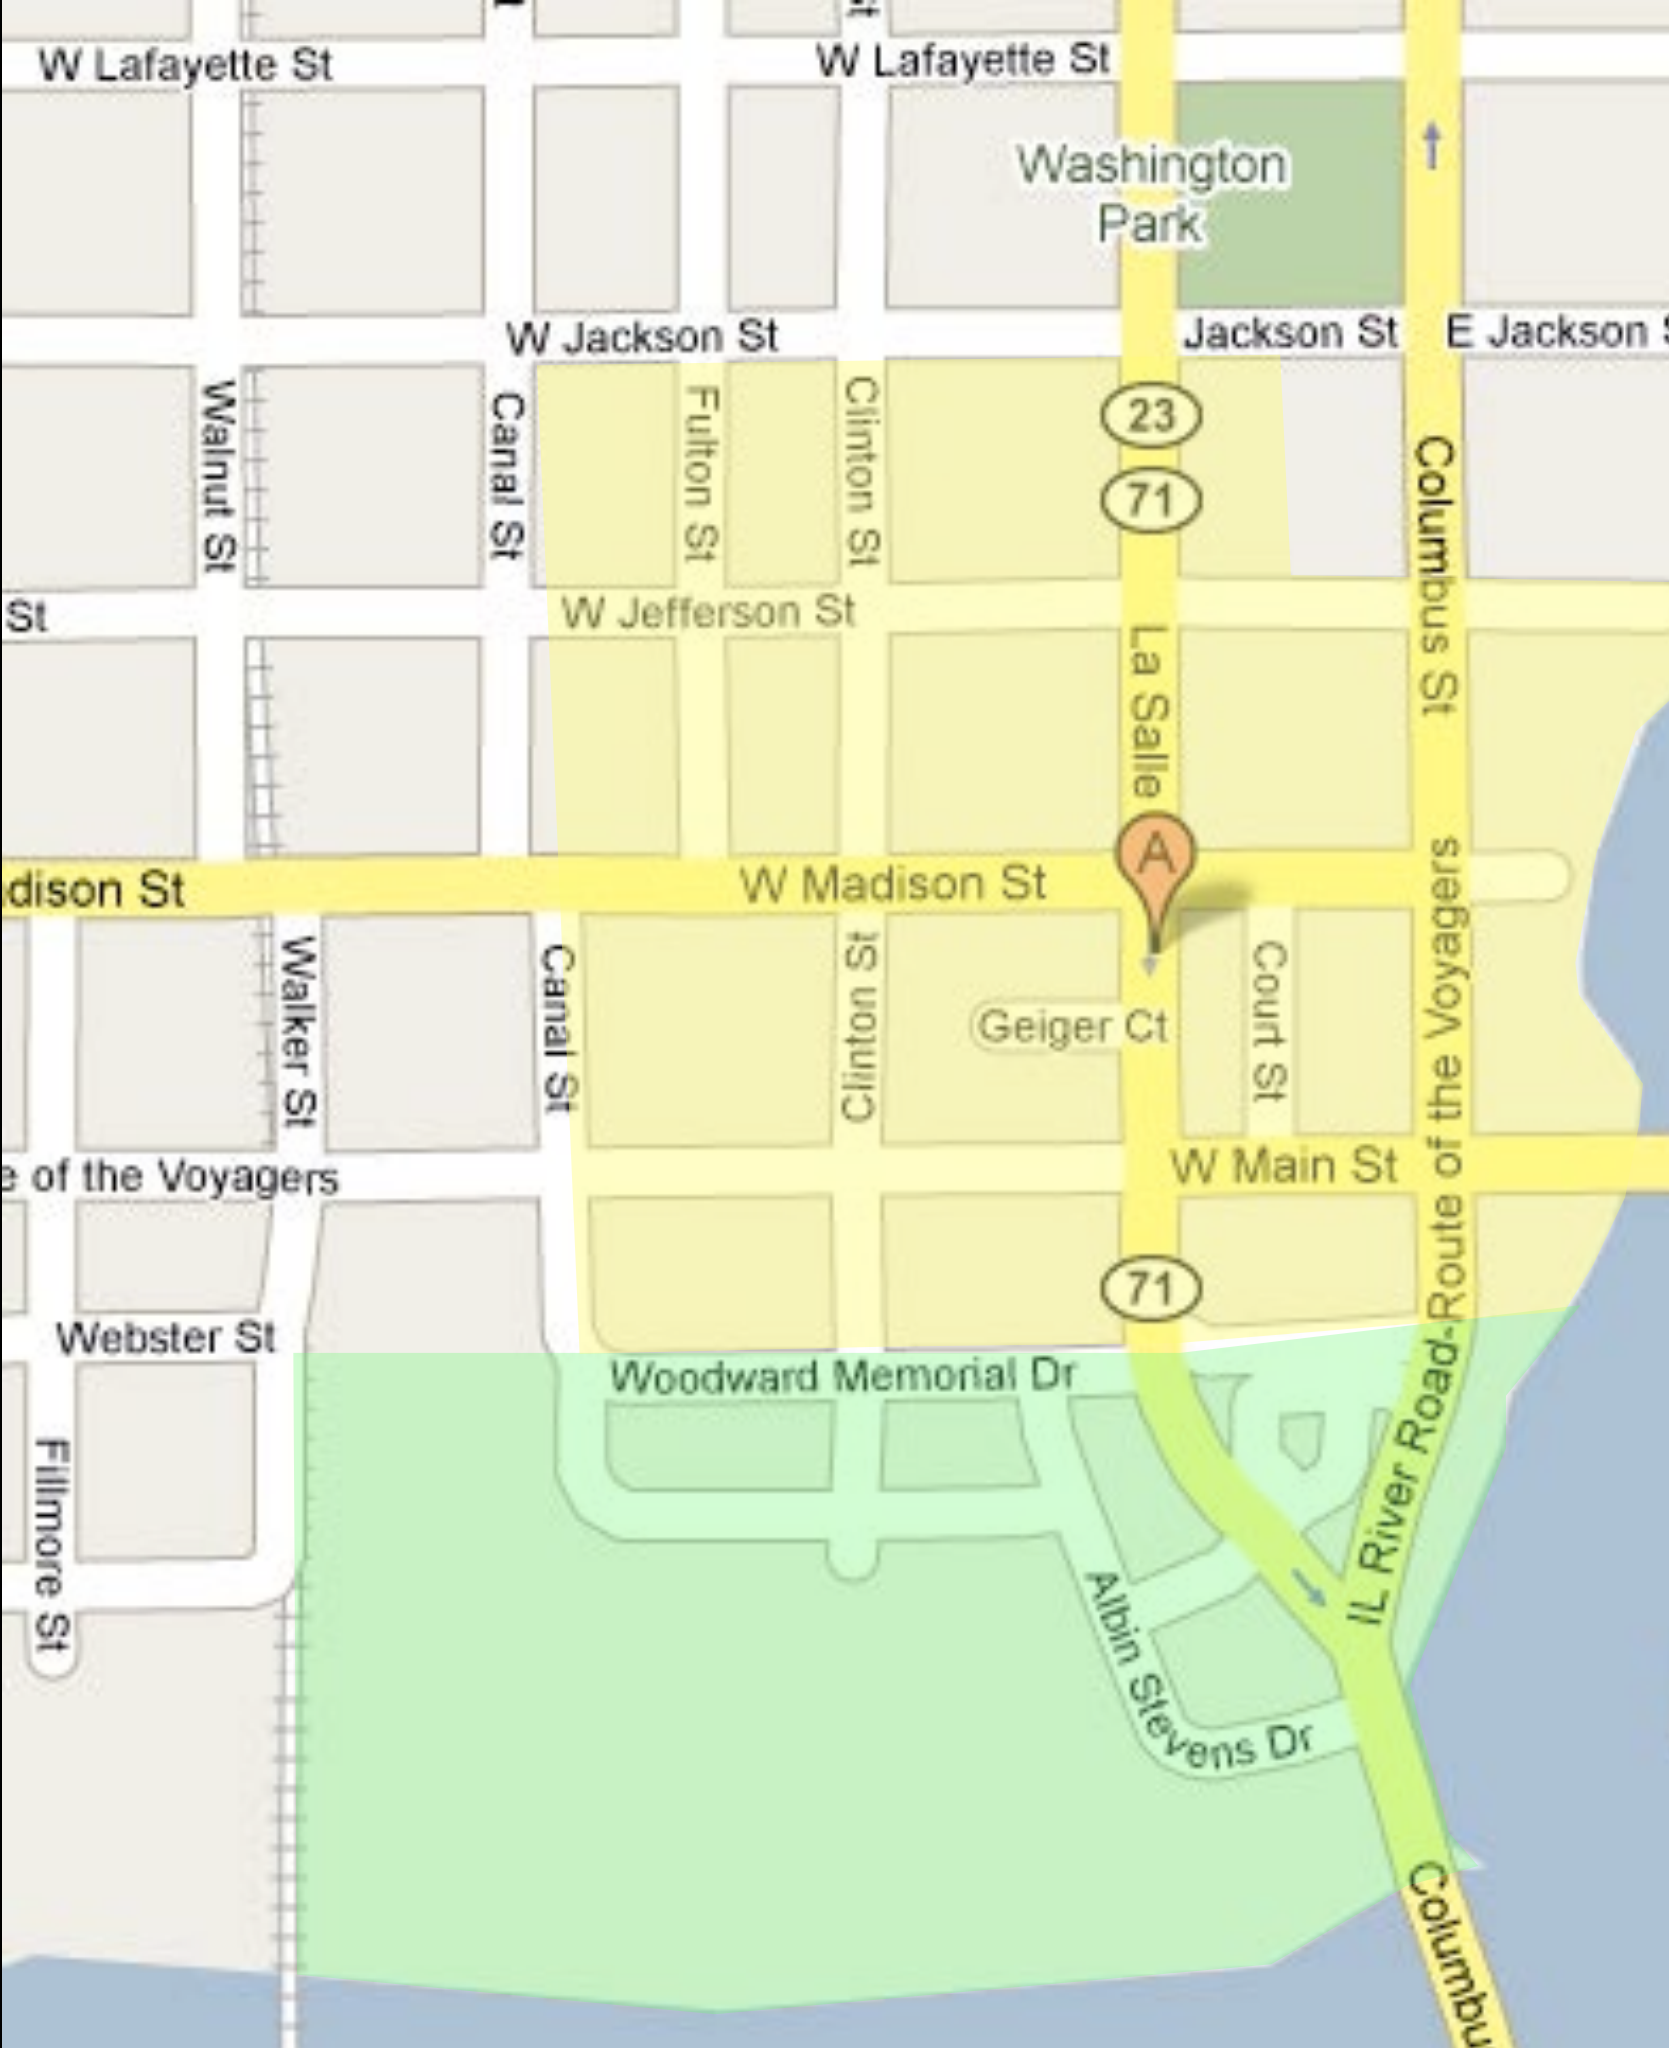 W Lafayette St
W Lafayette St
Washington
Park
W Jackson St
Jackson St
E Jackson
Walnut St
Canal St
Fulton St
Clinton St
23
71
Columbus St
St
W Jefferson St
La Salle
A
dison St
W Madison St
Walker St
Canal St
Clinton St
Geiger Ct
Court St
IL River Road-Route of the Voyagers
e of the Voyagers
W Main St
71
Webster St
Woodward Memorial Dr
Fillmore St
Albin Stevens Dr
Columbu